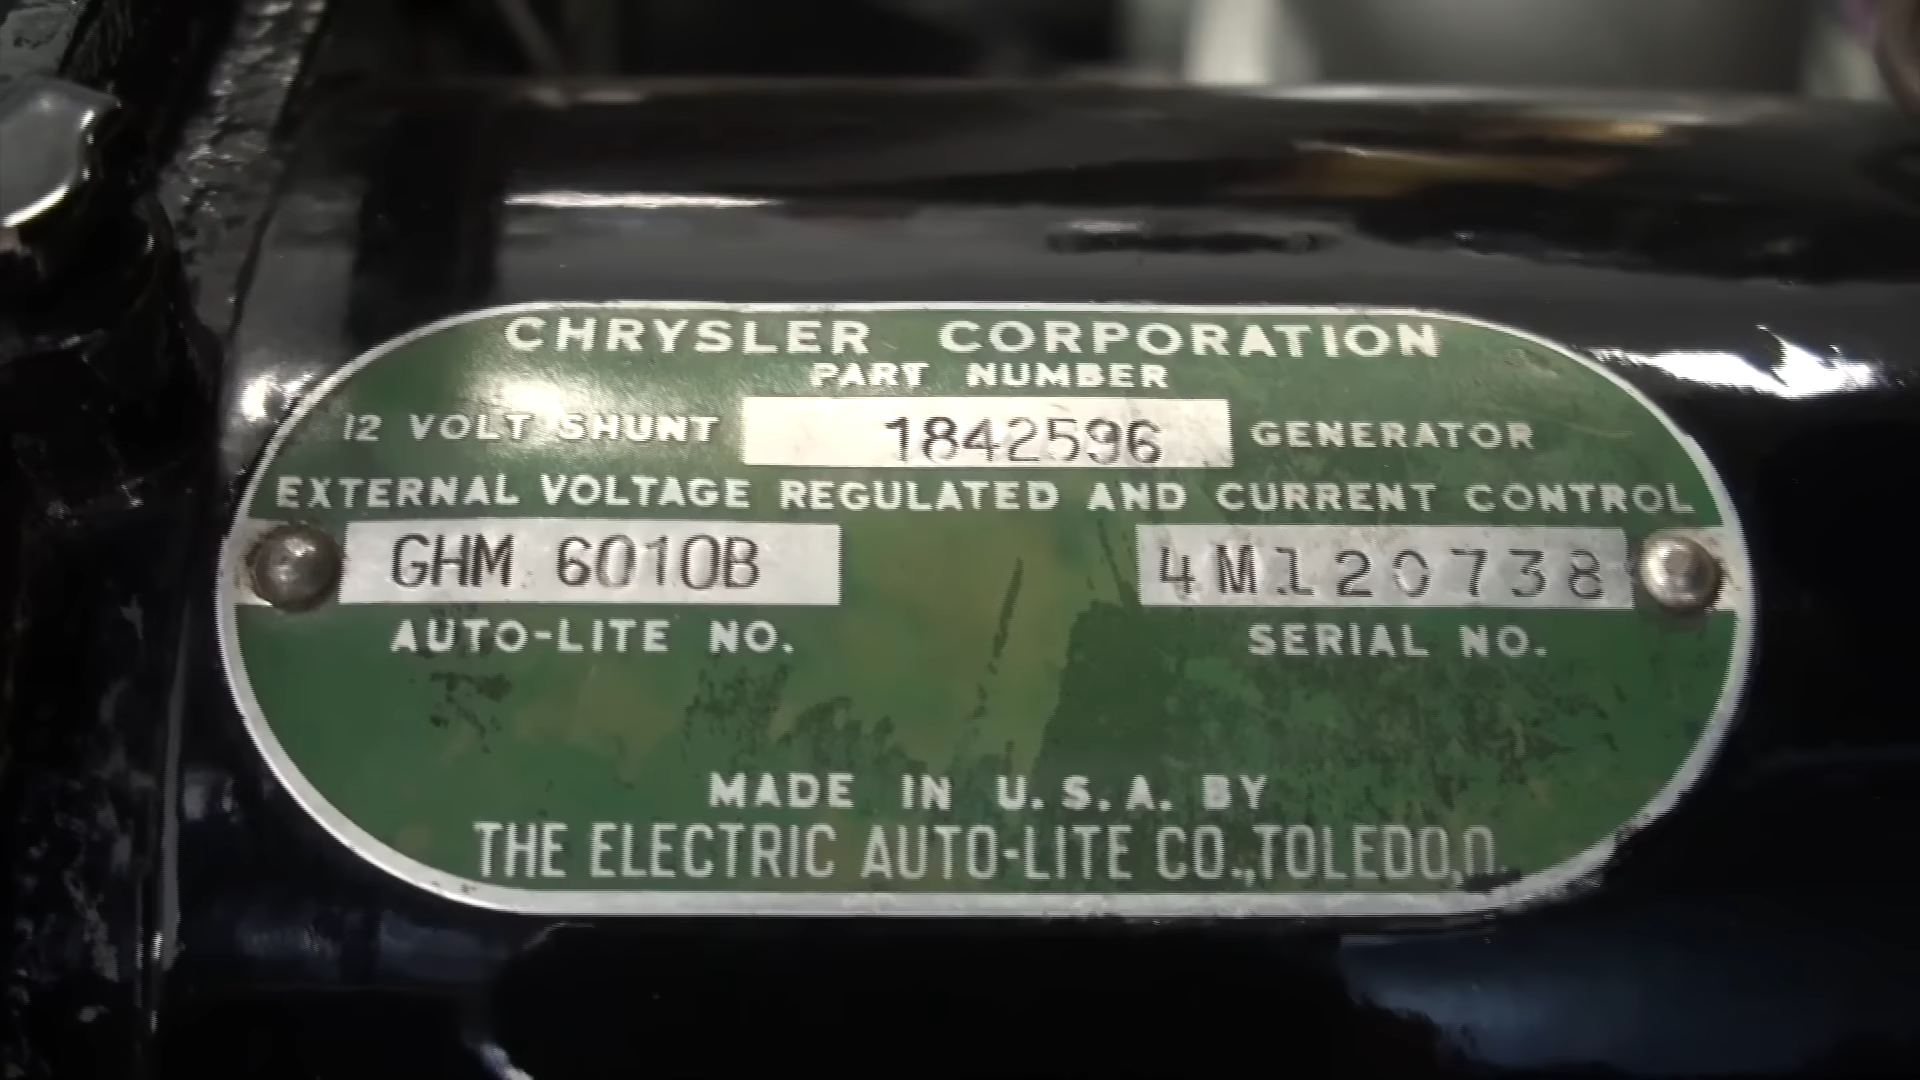 CHRYSLER CORPORATION
PART NUMBER
12 VOLT SHUNT 1842596 GENERATOR
EXTERNAL VOLTAGE REGULATED AND CURRENT CONTROL
GHM 6010B 4M120738
AUTO-LITE NO. SERIAL NO.
MADE IN U.S.A. BY
THE ELECTRIC AUTO-LITE CO., TOLEDO, O.